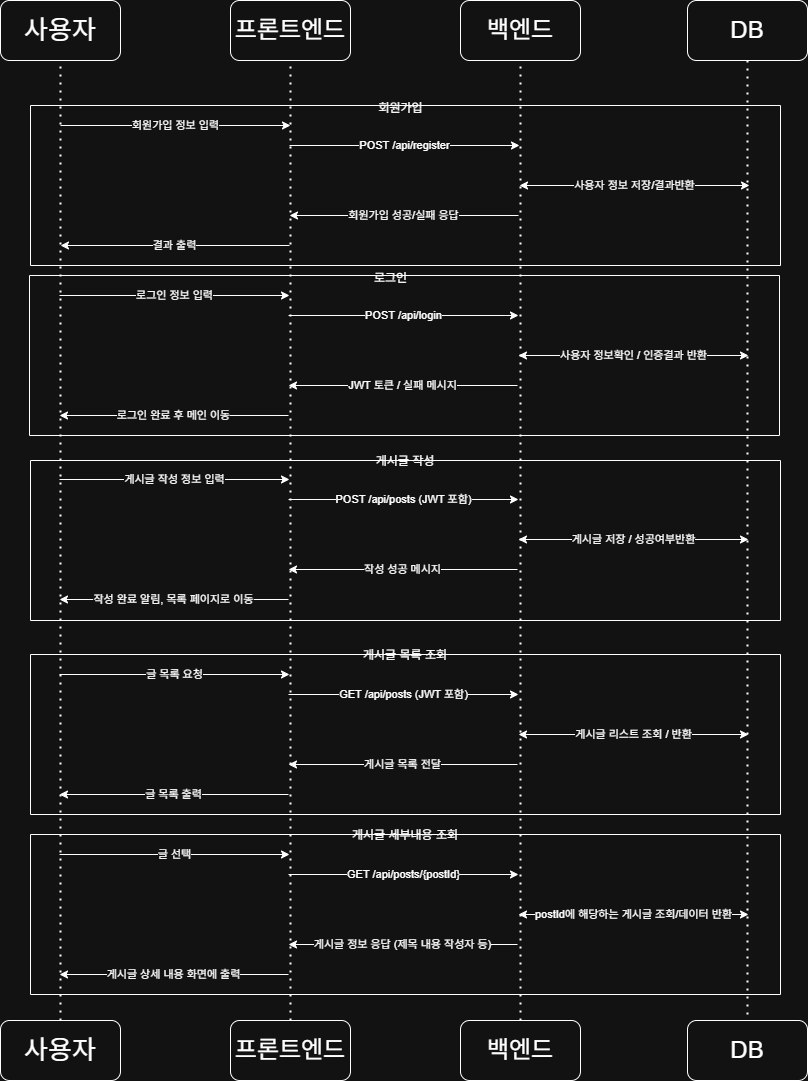 사용자
프론트엔드
백엔드
DB
회원가입
회원가입 정보 입력
POST /api/register
사용자 정보 저장/결과반환
회원가입 성공/실패 응답
결과 출력
로그인
로그인 정보 입력
POST /api/login
사용자 정보확인 / 인증결과 반환
JWT 토큰 / 실패 메시지
로그인 완료 후 메인 이동
게시글 작성
게시글 작성 정보 입력
POST /api/posts (JWT 포함)
게시글 저장 / 성공여부반환
작성 성공 메시지
작성 완료 알림, 목록 페이지로 이동
게시글 목록 조회
글 목록 요청
GET /api/posts (JWT 포함)
게시글 리스트 조회 / 반환
게시글 목록 전달
글 목록 출력
게시글 세부내용 조회
글 선택
GET /api/posts/{postId}
postId에 해당하는 게시글 조회/데이터 반환
게시글 정보 응답 (제목 내용 작성자 등)
게시글 상세 내용 화면에 출력
사용자
프론트엔드
백엔드
DB